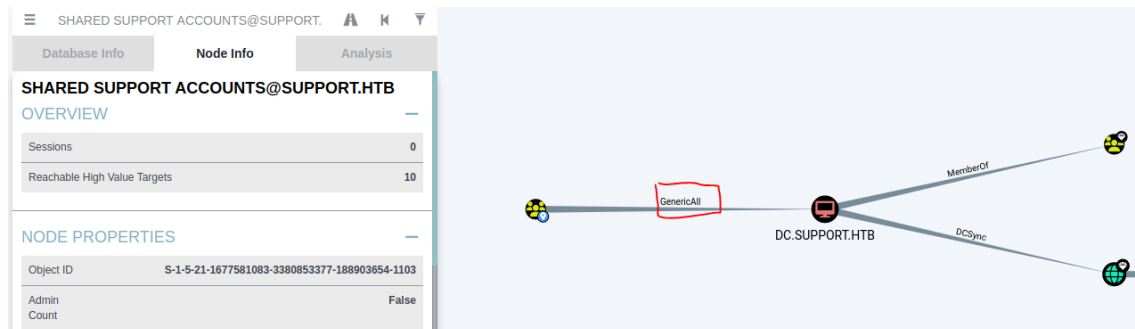 SHARED SUPPORT ACCOUNTS@SUPPORT.
Database Info Node Info Analysis
SHARED SUPPORT ACCOUNTS@SUPPORT.HTB
OVERVIEW
Sessions 0
Reachable High Value Targets 10
NODE PROPERTIES
Object ID S-1-5-21-1677581083-3380853377-188903654-1103
Admin Count False
GenericAll
DC.SUPPORT.HTB
MemberOf
DCSync